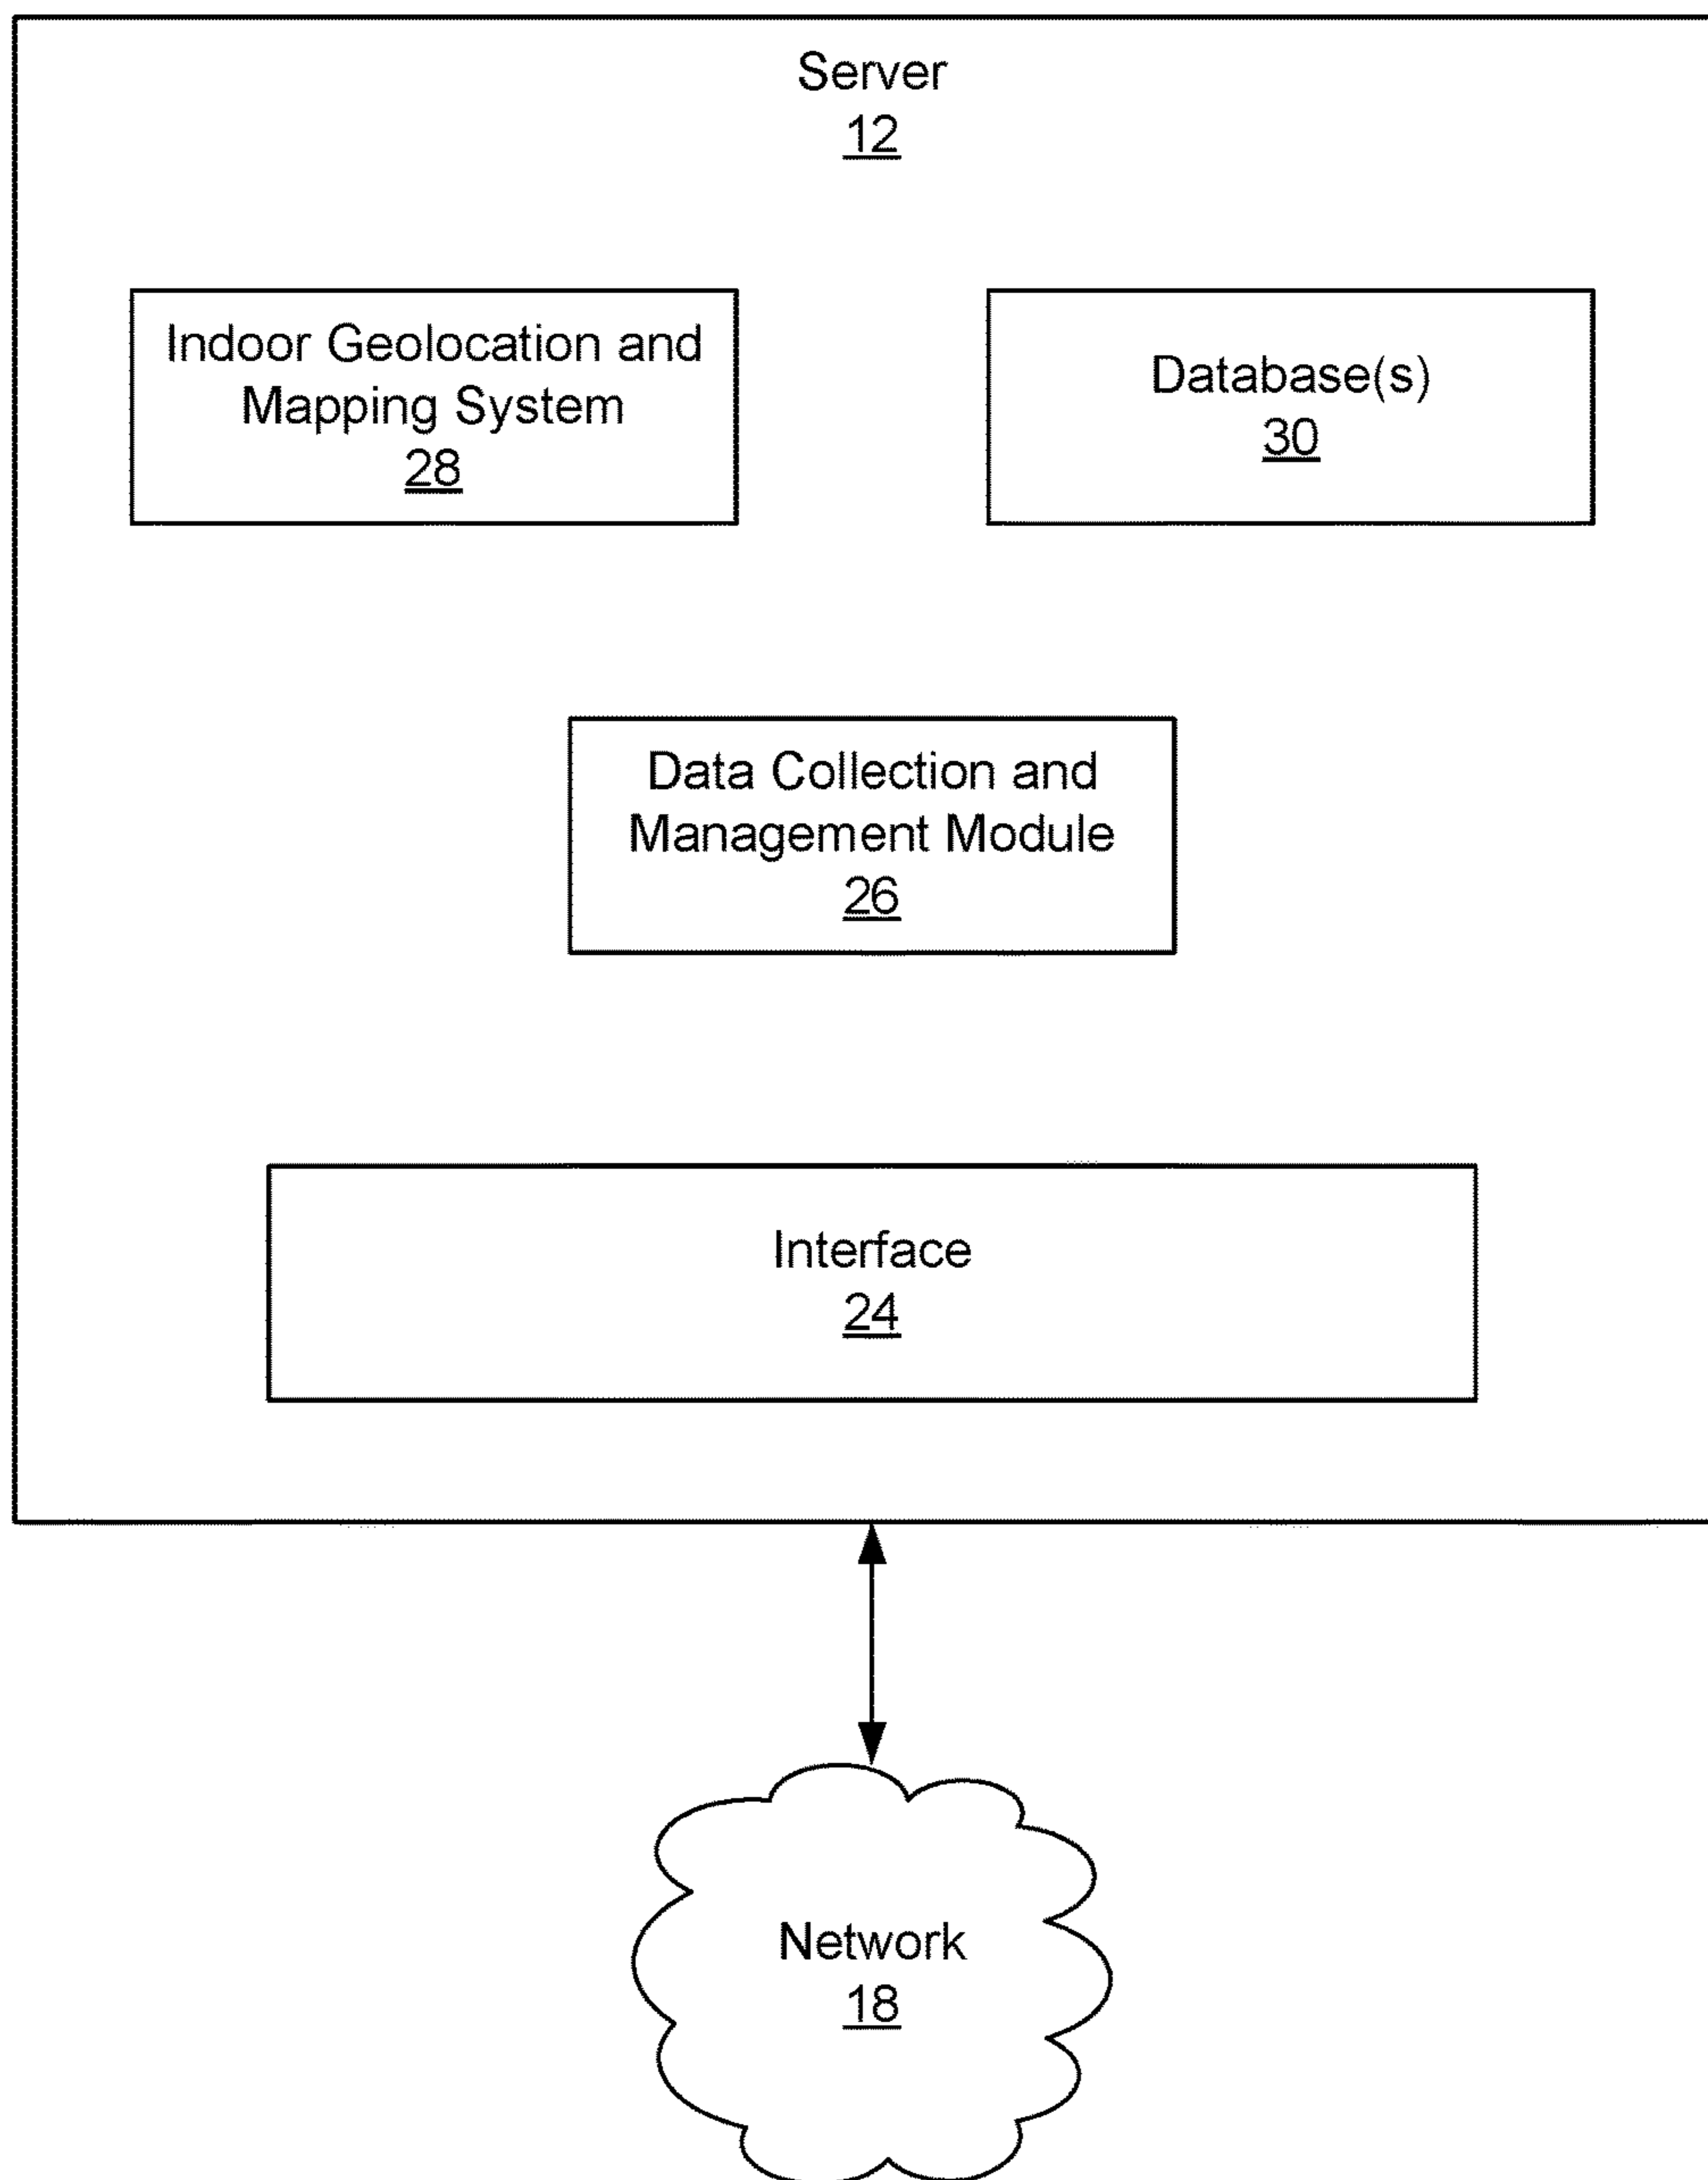 Server
12
Indoor Geolocation and
Mapping System
28
Database(s)
30
Data Collection and
Management Module
26
Interface
24
Network
18